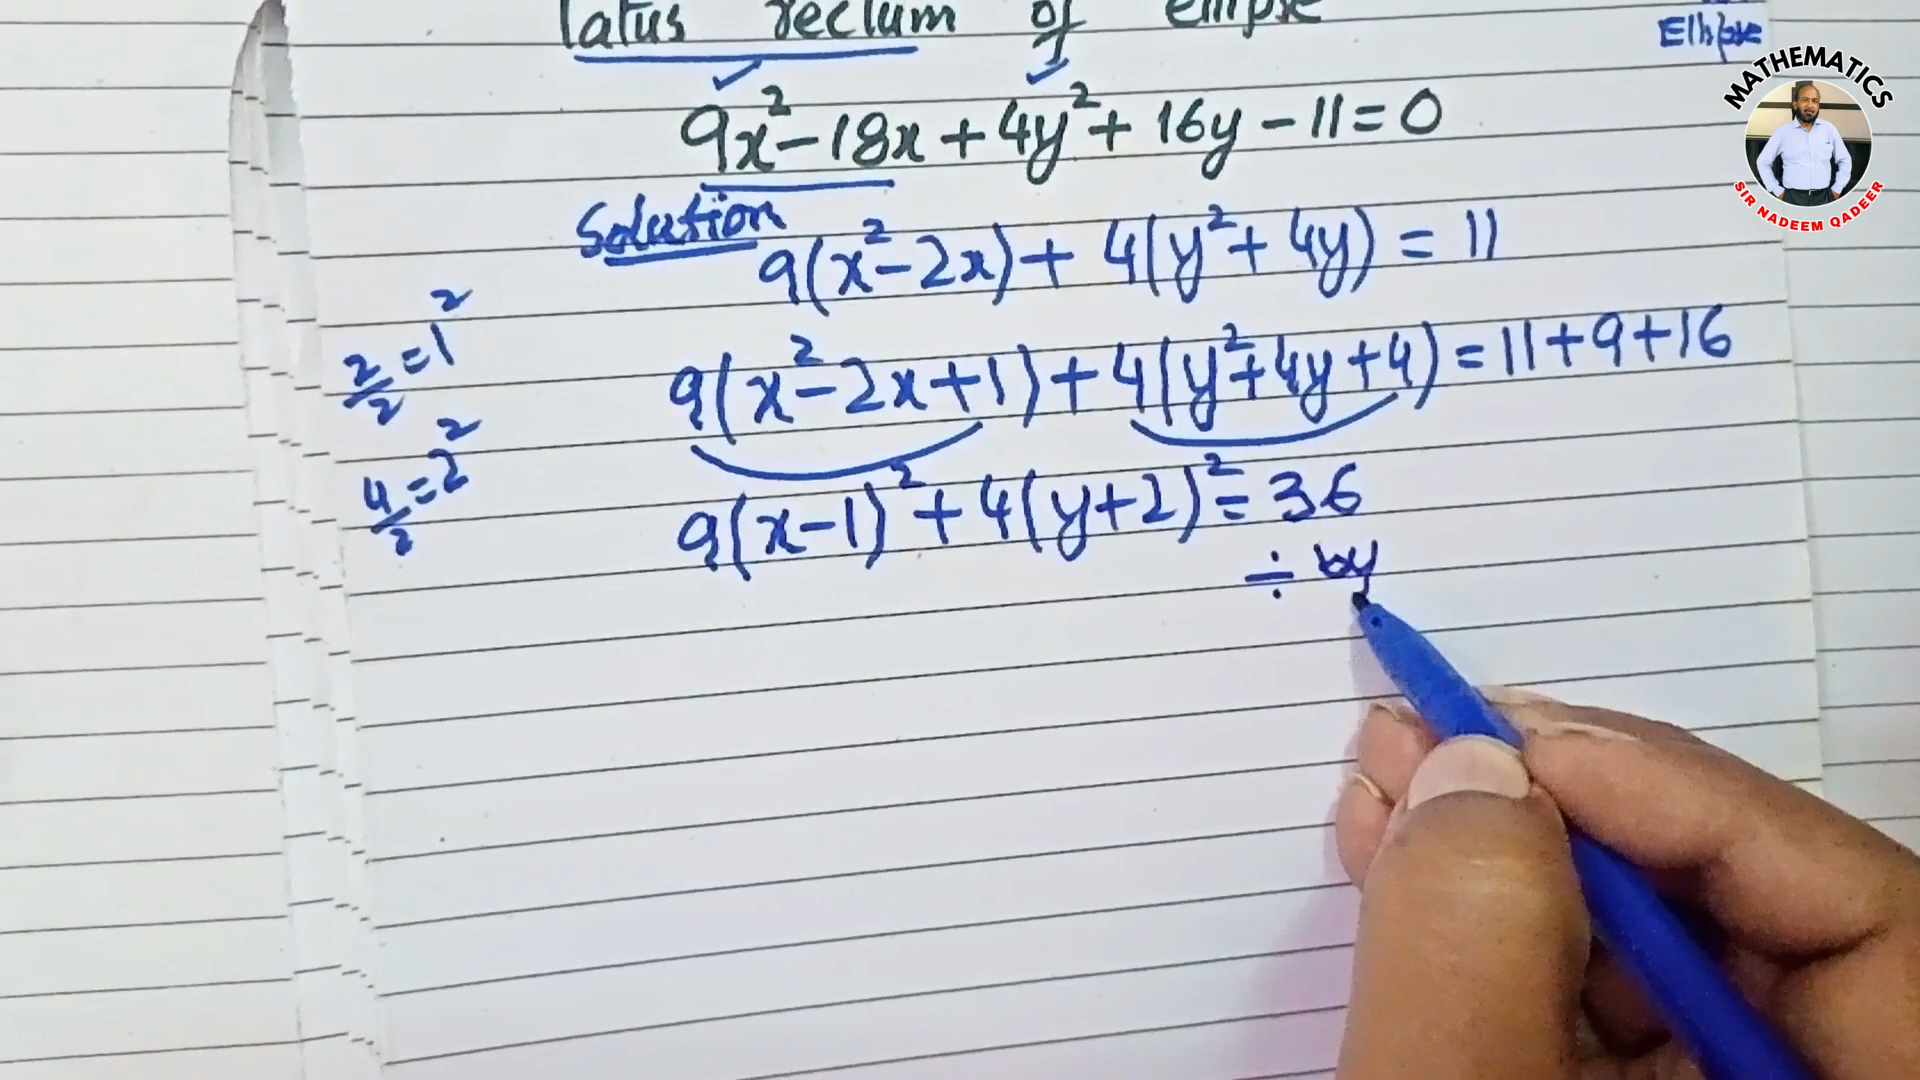 latus rectum of ellipse
Ellipse
MATHEMATICS
SIR NADEEM QADEER
9x²-18x+4y²+16y-11=0
Solution
9(x²-2x)+4(y²+4y)=11
2/2=1²
9(x²-2x+1)+4(y²+4y+4)=11+9+16
4/2=2²
9(x-1)²+4(y+2)²=36
÷ by